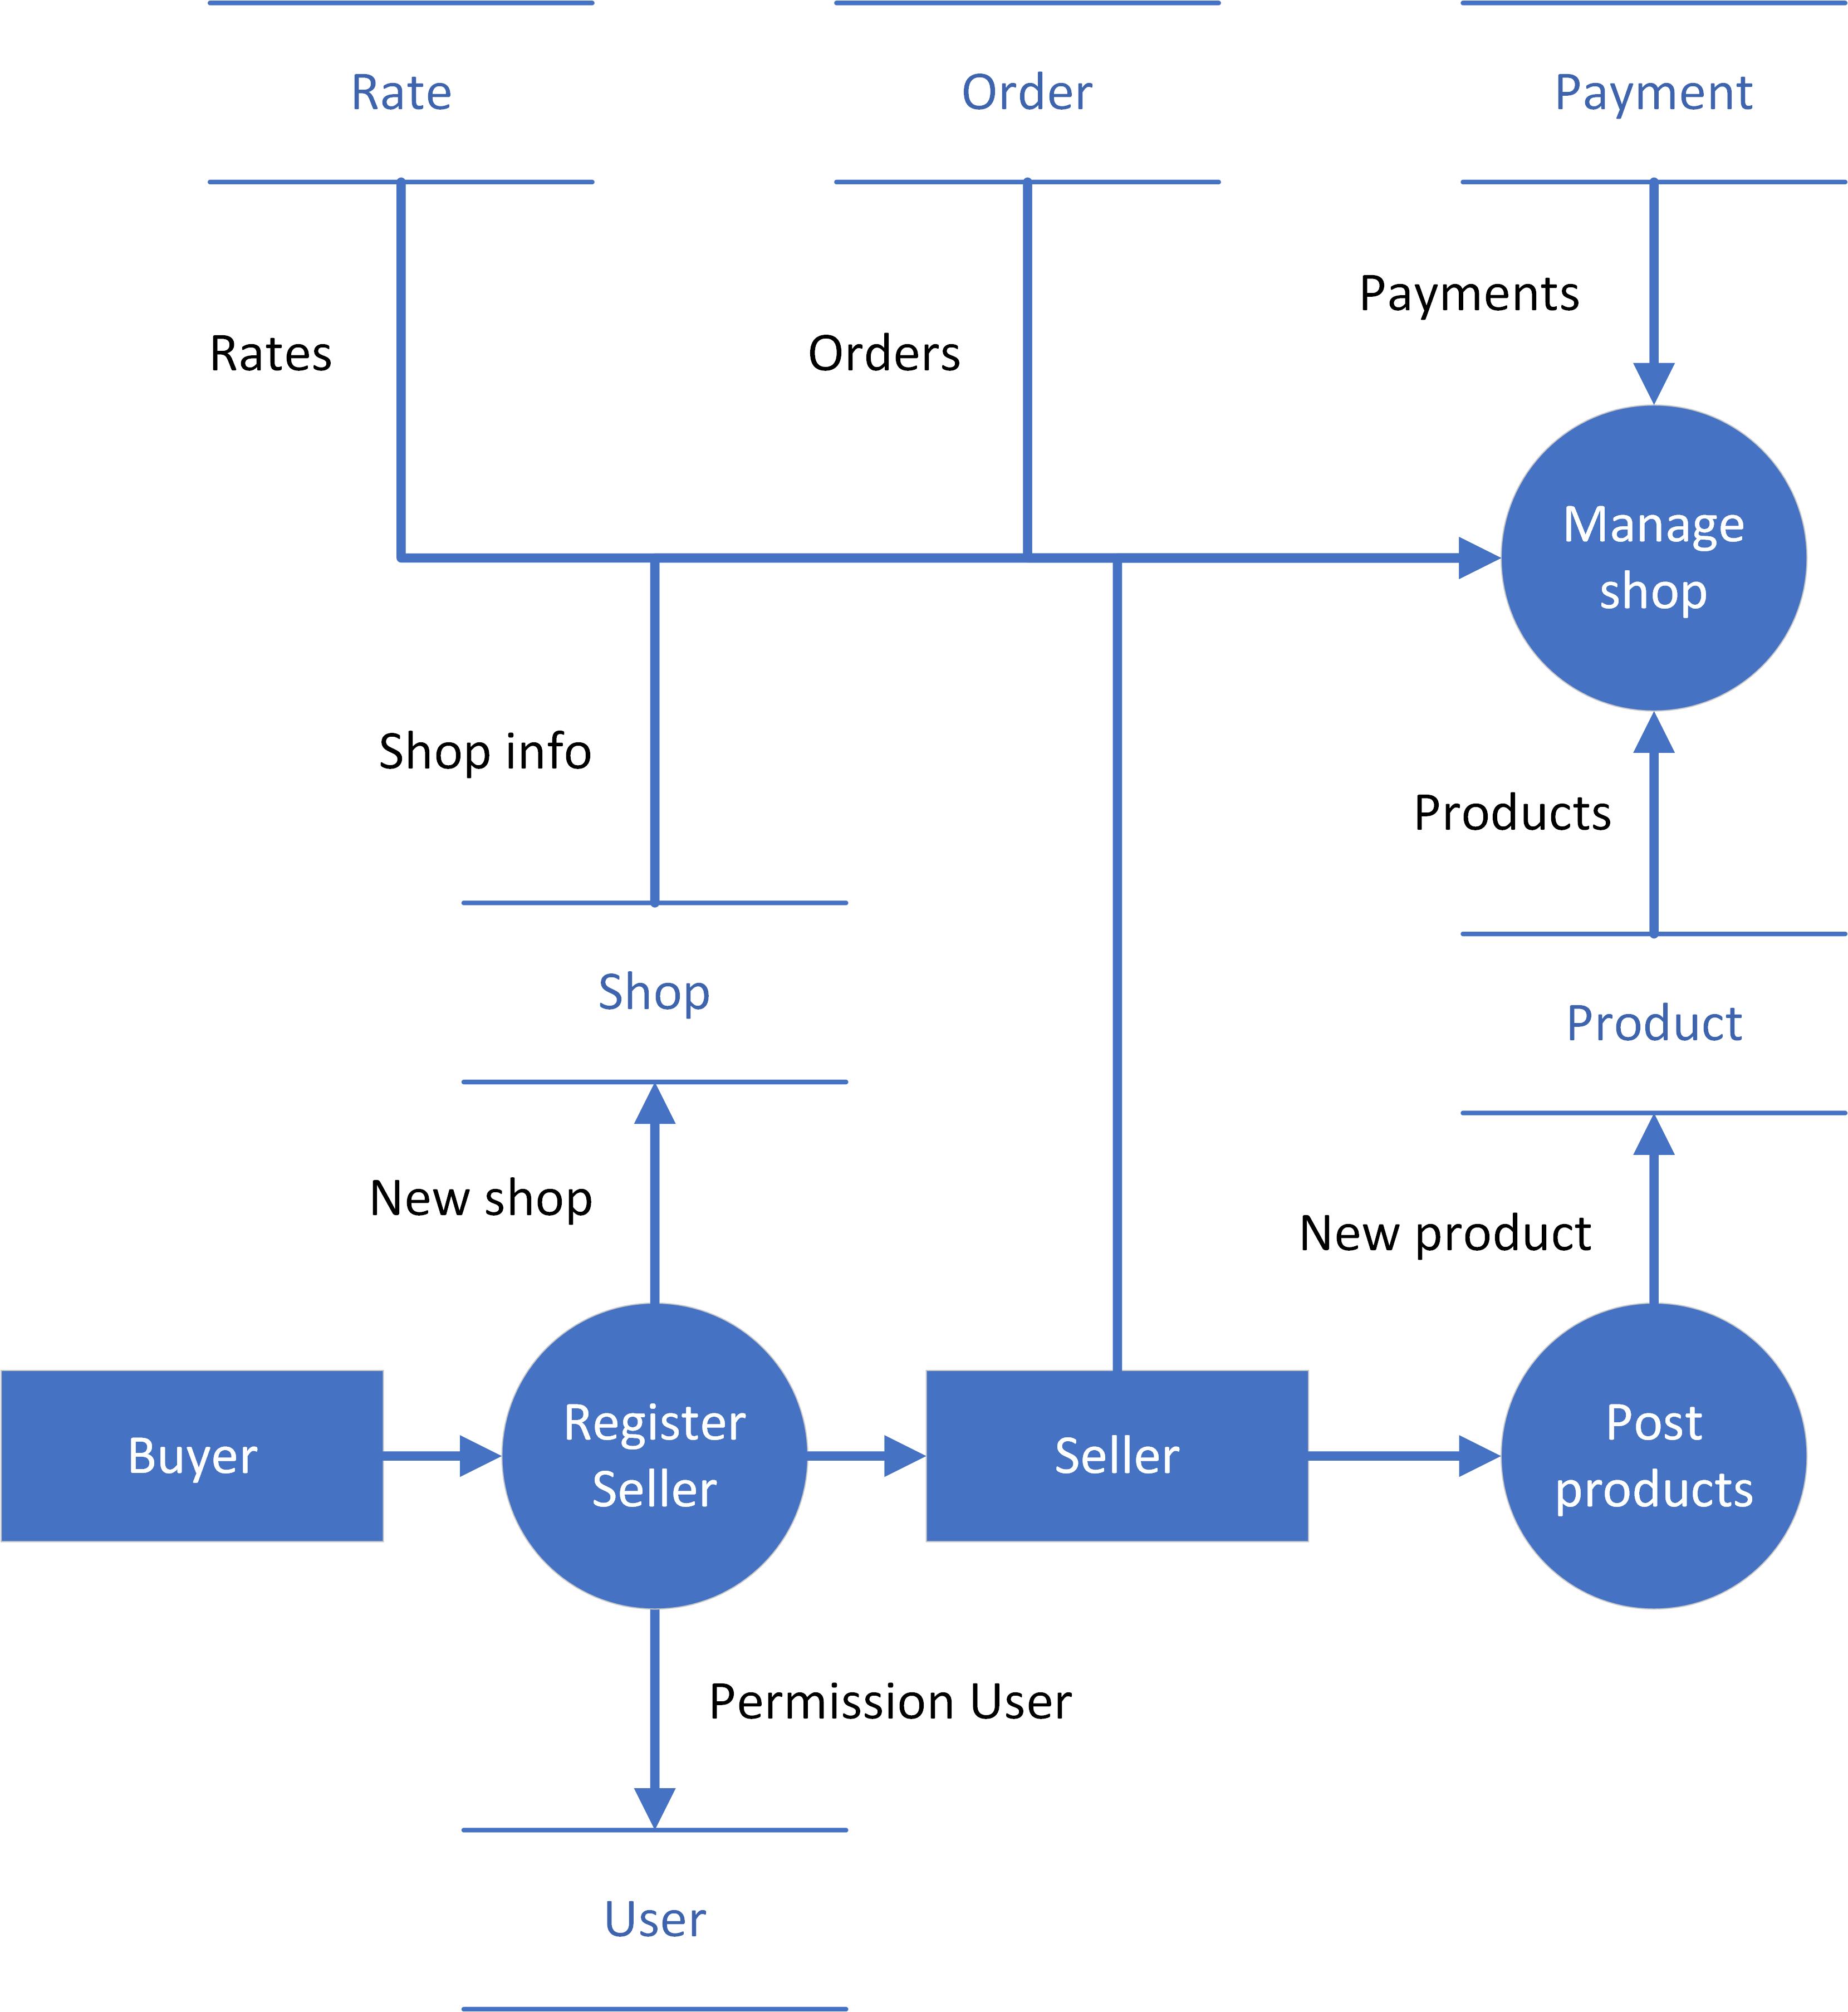 Rate
Order
Payment
Payments
Rates
Orders
Manage
shop
Shop info
Products
Shop
Product
New shop
New product
Buyer
Register
Seller
Seller
Post
products
Permission User
User